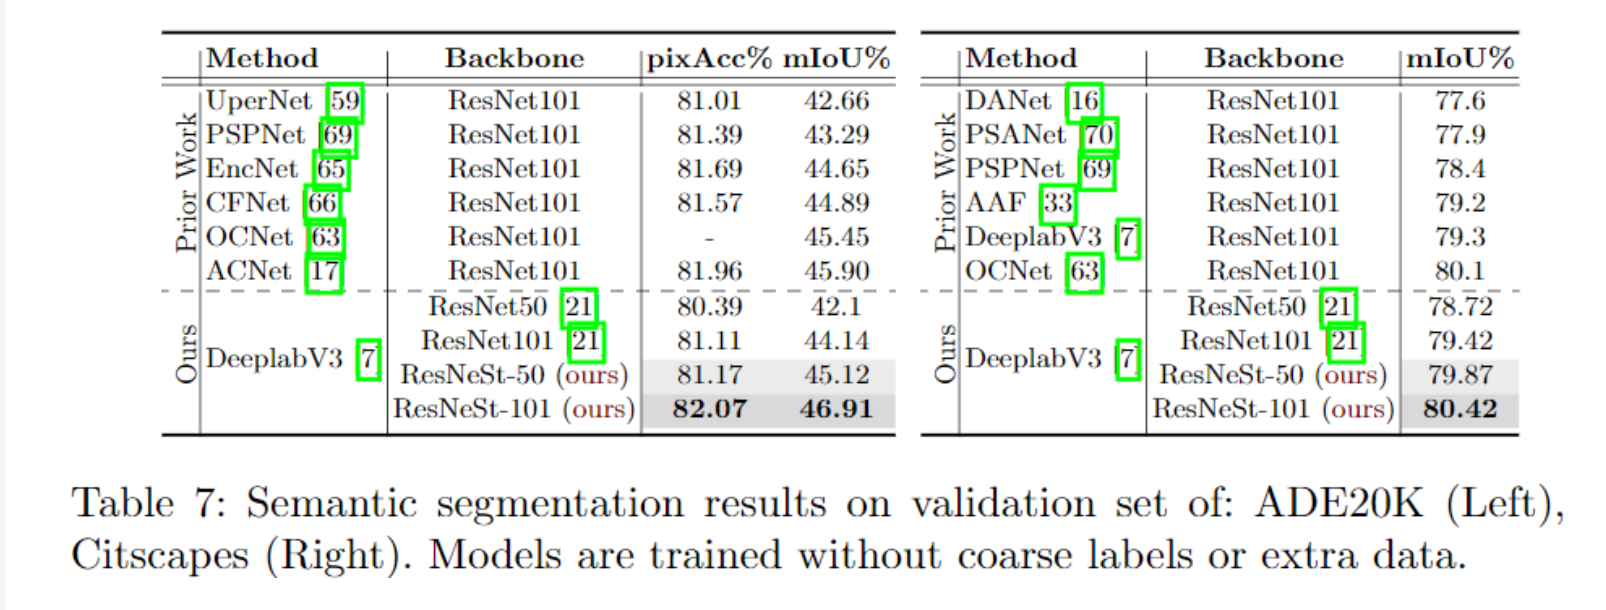 Method Backbone pixAcc% mIoU%
Prior Work
UperNet [59] ResNet101 81.01 42.66
PSPNet [69] ResNet101 81.39 43.29
EncNet [65] ResNet101 81.69 44.65
CFNet [66] ResNet101 81.57 44.89
OCNet [63] ResNet101 - 45.45
ACNet [17] ResNet101 81.96 45.90
Ours
DeeplabV3 [7]
ResNet50 [21] 80.39 42.1
ResNet101 [21] 81.11 44.14
ResNeSt-50 (ours) 81.17 45.12
ResNeSt-101 (ours) 82.07 46.91
Method Backbone mIoU%
Prior Work
DANet [16] ResNet101 77.6
PSANet [70] ResNet101 77.9
PSPNet [69] ResNet101 78.4
AAF [33] ResNet101 79.2
DeeplabV3 [7] ResNet101 79.3
OCNet [63] ResNet101 80.1
Ours
DeeplabV3 [7]
ResNet50 [21] 78.72
ResNet101 [21] 79.42
ResNeSt-50 (ours) 79.87
ResNeSt-101 (ours) 80.42
Table 7: Semantic segmentation results on validation set of: ADE20K (Left),
Citscapes (Right). Models are trained without coarse labels or extra data.